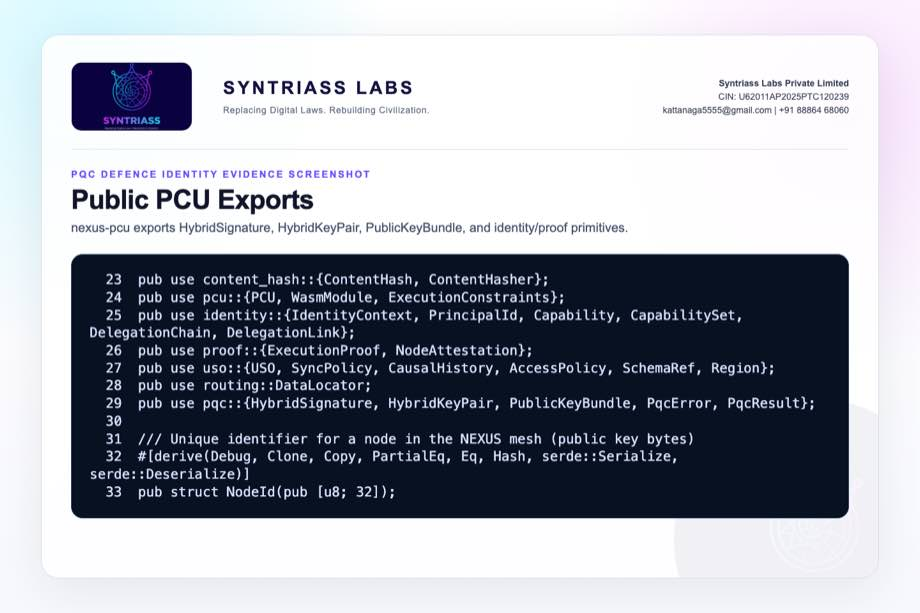 SYNTRIASS
SYNTRIASS LABS
Replacing Digital Laws. Rebuilding Civilization.
Syntriass Labs Private Limited
CIN: U62011AP2025PTC120239
kattanaga5555@gmail.com | +91 88864 68060
PQC DEFENCE IDENTITY EVIDENCE SCREENSHOT
Public PCU Exports
nexus-pcu exports HybridSignature, HybridKeyPair, PublicKeyBundle, and identity/proof primitives.
23 pub use content_hash::{ContentHash, ContentHasher};
24 pub use pcu::{PCU, WasmModule, ExecutionConstraints};
25 pub use identity::{IdentityContext, PrincipalId, Capability, CapabilitySet,
DelegationChain, DelegationLink};
26 pub use proof::{ExecutionProof, NodeAttestation};
27 pub use uso::{USO, SyncPolicy, CausalHistory, AccessPolicy, SchemaRef, Region};
28 pub use routing::DataLocator;
29 pub use pqc::{HybridSignature, HybridKeyPair, PublicKeyBundle, PqcError, PqcResult};
30
31 /// Unique identifier for a node in the NEXUS mesh (public key bytes)
32 #[derive(Debug, Clone, Copy, PartialEq, Eq, Hash, serde::Serialize,
serde::Deserialize)]
33 pub struct NodeId(pub [u8; 32]);